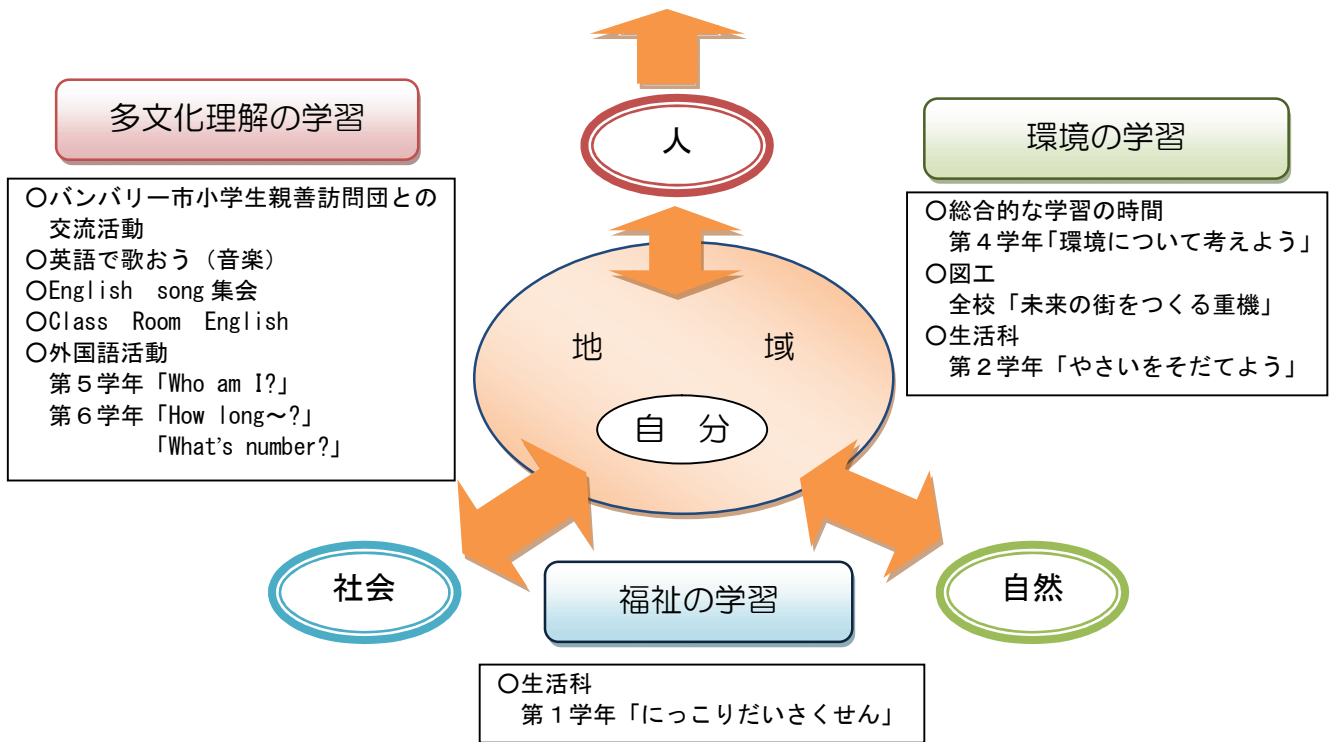 人
多文化理解の学習
〇バンバリー市小学生親善訪問団との
交流活動
〇英語で歌おう（音楽）
〇English song集会
〇Class Room English
〇外国語活動
第５学年「Who am I?」
第６学年「How long～?」
「What's number?」
環境の学習
〇総合的な学習の時間
第４学年「環境について考えよう」
〇図工
全校「未来の街をつくる重機」
〇生活科
第２学年「やさいをそだてよう」
地 域
自 分
社会
福祉の学習
自然
〇生活科
第１学年「にっこりだいさくせん」